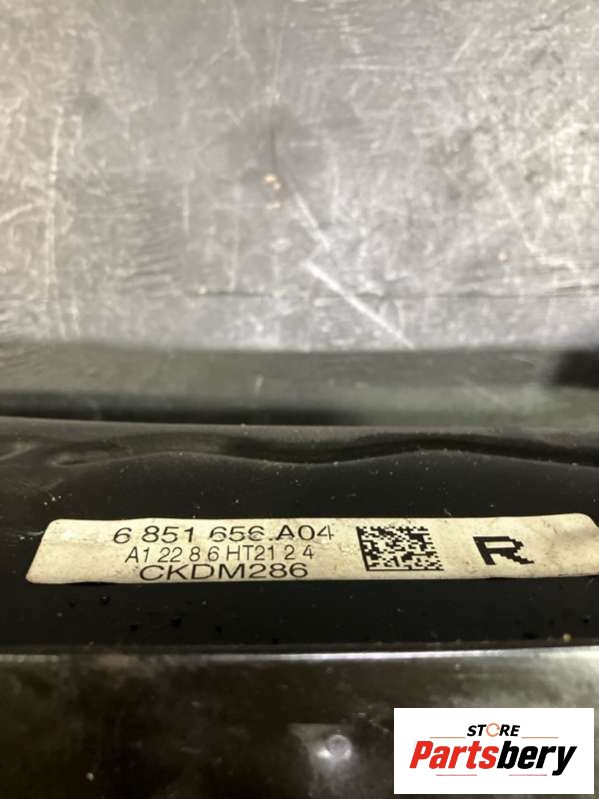 6 851 656.A04
A1 22 8 6 HT21 2 4
CKDM286
R
STORE
Partsbery